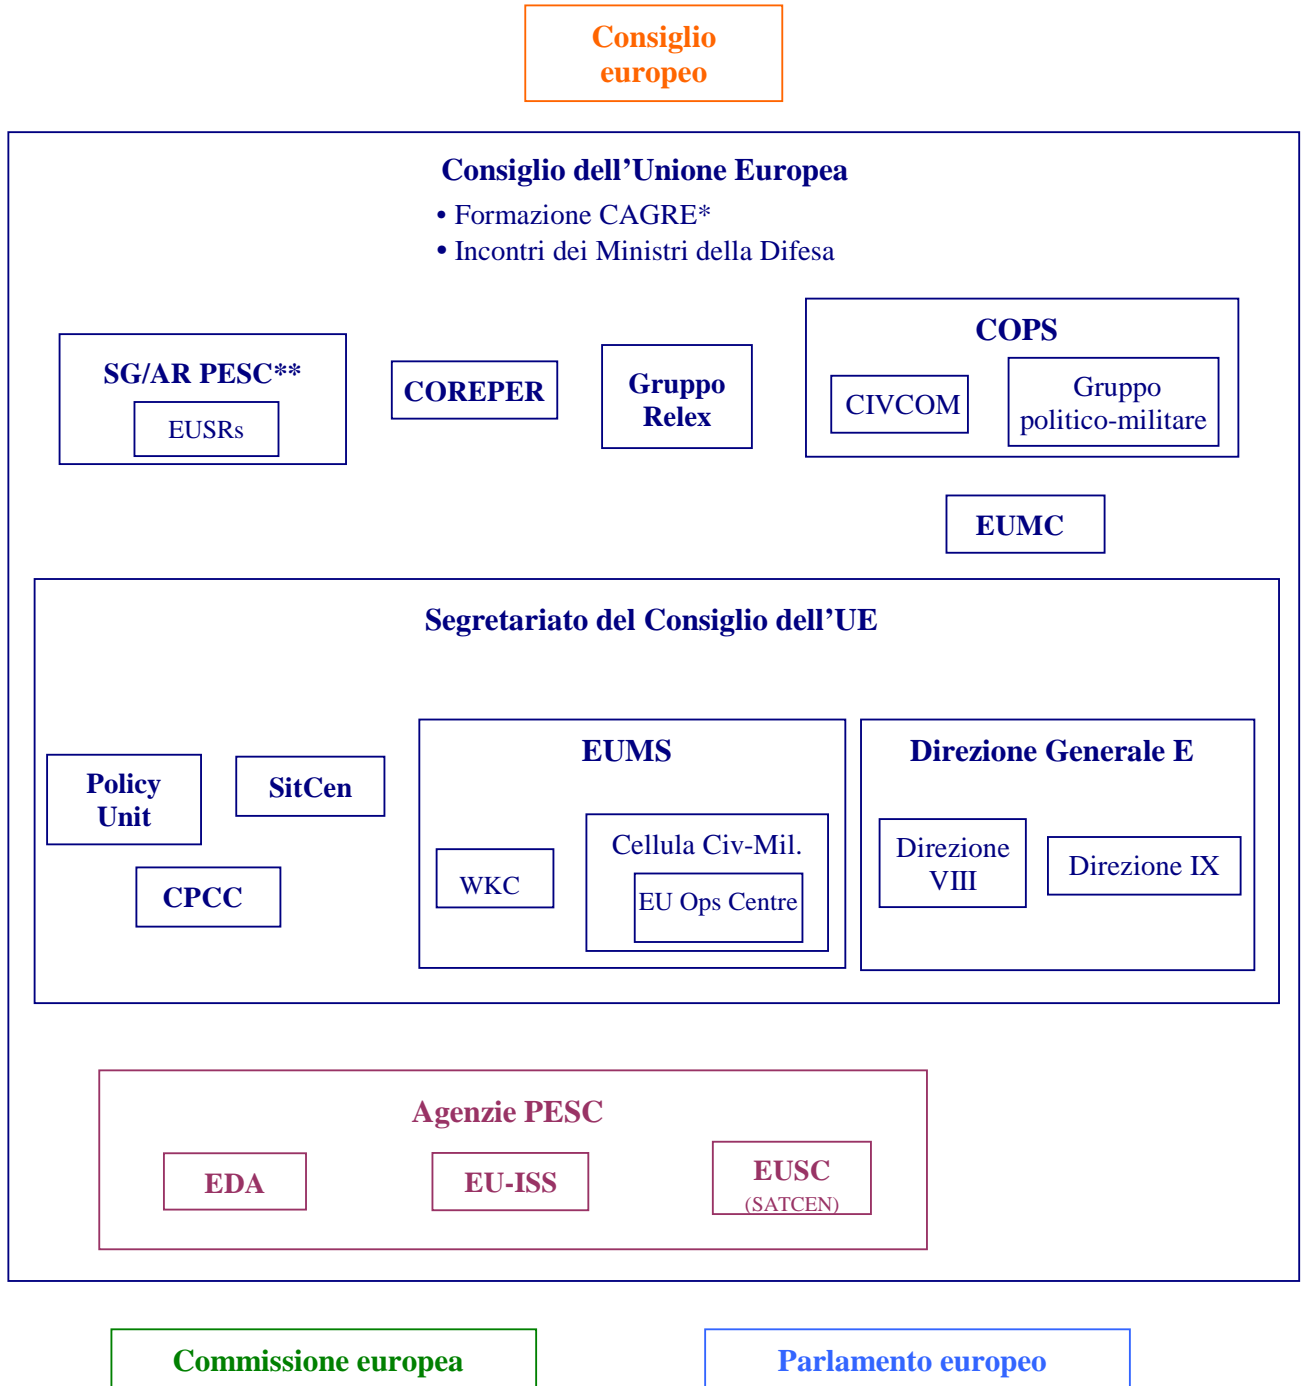 Consiglio
europeo
Consiglio dell’Unione Europea
• Formazione CAGRE*
• Incontri dei Ministri della Difesa
SG/AR PESC**
EUSRs
COREPER
Gruppo
Relex
COPS
CIVCOM
Gruppo
politico-militare
EUMC
Segretariato del Consiglio dell’UE
Policy
Unit
SitCen
CPCC
EUMS
WKC
Cellula Civ-Mil.
EU Ops Centre
Direzione Generale E
Direzione
VIII
Direzione IX
Agenzie PESC
EDA
EU-ISS
EUSC
(SATCEN)
Commissione europea
Parlamento europeo